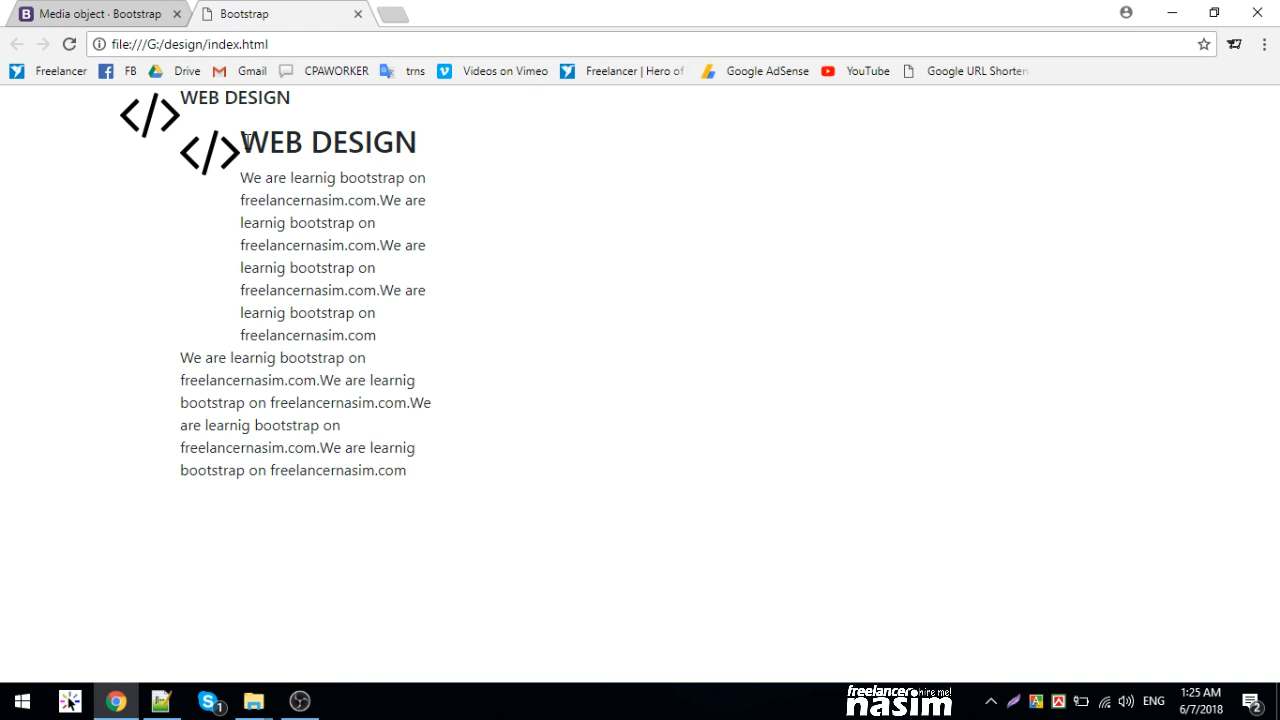 Media object · Bootstrap
Bootstrap
file:///G:/design/index.html
Freelancer
FB
Drive
Gmail
CPAWORKER
trns
Videos on Vimeo
Freelancer | Hero of
Google AdSense
YouTube
Google URL Shorten
</>
WEB DESIGN
</>
WEB DESIGN
We are learnig bootstrap on
freelancernasim.com.We are
learnig bootstrap on
freelancernasim.com.We are
learnig bootstrap on
freelancernasim.com.We are
learnig bootstrap on
freelancernasim.com
We are learnig bootstrap on
freelancernasim.com.We are learnig
bootstrap on freelancernasim.com.We
are learnig bootstrap on
freelancernasim.com.We are learnig
bootstrap on freelancernasim.com
freelancer hire me!
nasim
ENG
1:25 AM
6/7/2018